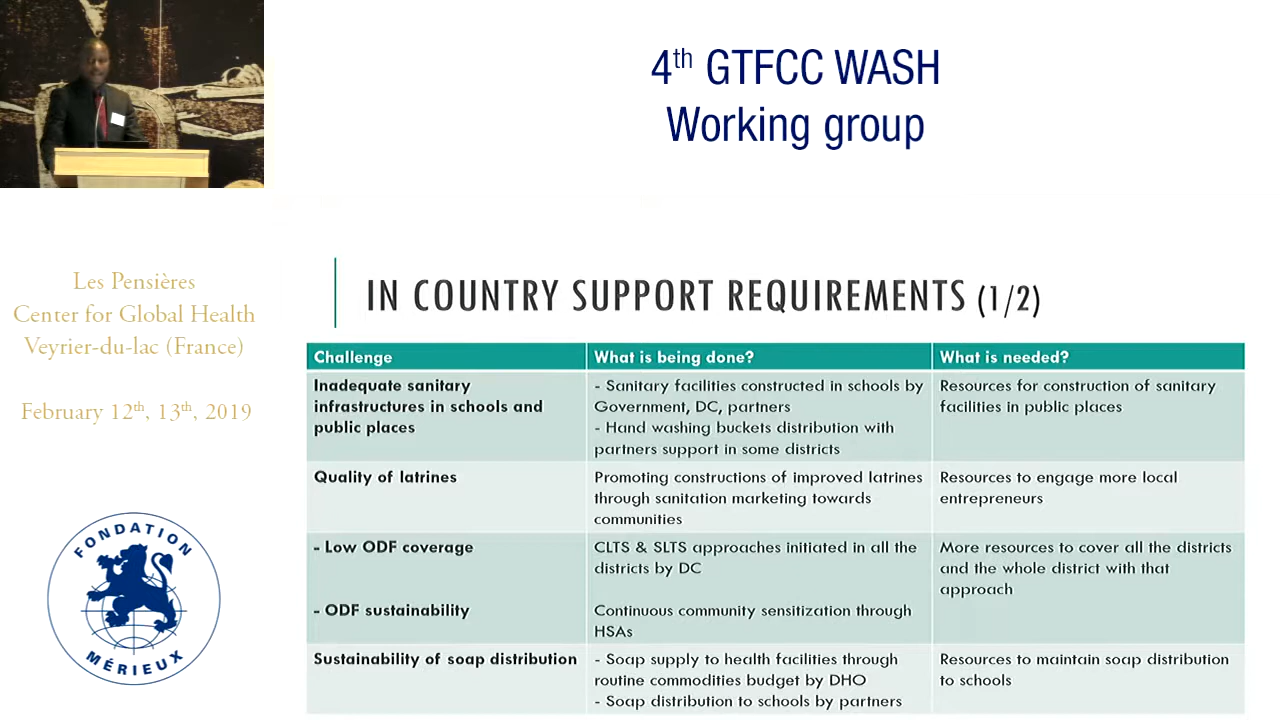 4th GTFCC WASH
Working group
Les Pensières
Center for Global Health
Veyrier-du-lac (France)
February 12th, 13th, 2019
FONDATION
MÉRIEUX
IN COUNTRY SUPPORT REQUIREMENTS (1/2)
Challenge
What is being done?
What is needed?
Inadequate sanitary
infrastructures in schools and
public places
- Sanitary facilities constructed in schools by
Government, DC, partners
- Hand washing buckets distribution with
partners support in some districts
Resources for construction of sanitary
facilities in public places
Quality of latrines
Promoting constructions of improved latrines
through sanitation marketing towards
communities
Resources to engage more local
entrepreneurs
- Low ODF coverage
CLTS & SLTS approaches initiated in all the
districts by DC
More resources to cover all the districts
and the whole district with that
approach
- ODF sustainability
Continuous community sensitization through
HSAs
Sustainability of soap distribution
- Soap supply to health facilities through
routine commodities budget by DHO
- Soap distribution to schools by partners
Resources to maintain soap distribution
to schools